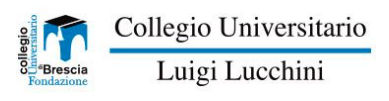 collegio
Universitario
di Brescia
Fondazione
Collegio Universitario
Luigi Lucchini